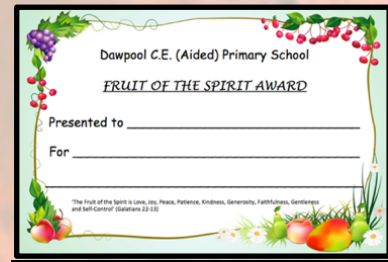 Dawpool C.E. (Aided) Primary School
FRUIT OF THE SPIRIT AWARD
Presented to
For
'The Fruit of the Spirit is Love, Joy, Peace, Patience, Kindness, Generosity, Faithfulness, Gentleness
and Self-Control' (Galatians 22-13)